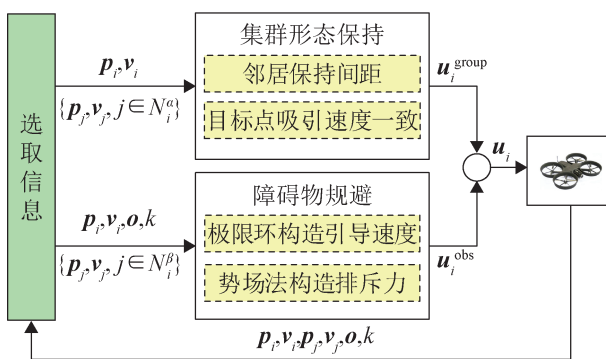 选取信息
p_i,v_i
{p_j,v_j,j∈N_i^α}
集群形态保持
邻居保持间距
目标点吸引速度一致
u_i^group
p_i,v_i,o,k
{p_j,v_j,j∈N_i^β}
障碍物规避
极限环构造引导速度
势场法构造排斥力
u_i^obs
u_i
p_i,v_i,p_j,v_j,o,k